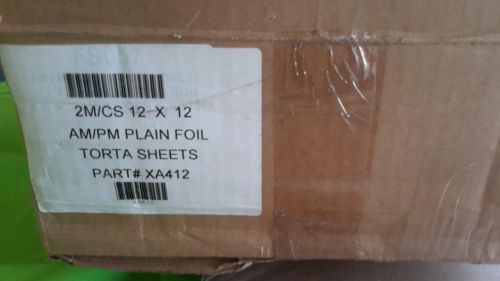 2M/CS 12 X 12
AM/PM PLAIN FOIL
TORTA SHEETS
PART# XA412